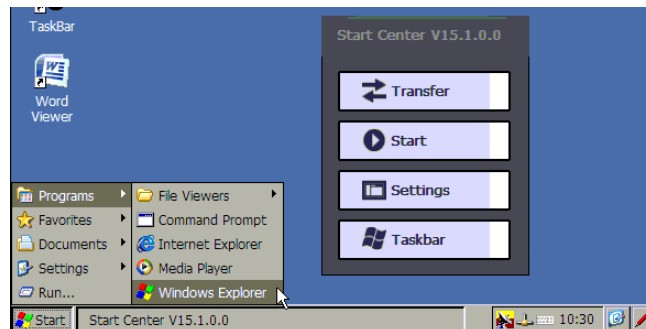 TaskBar
Word
Viewer
Start Center V15.1.0.0
Transfer
Start
Settings
Taskbar
Programs
Favorites
Documents
Settings
Run...
File Viewers
Command Prompt
Internet Explorer
Media Player
Windows Explorer
Start
Start Center V15.1.0.0
10:30